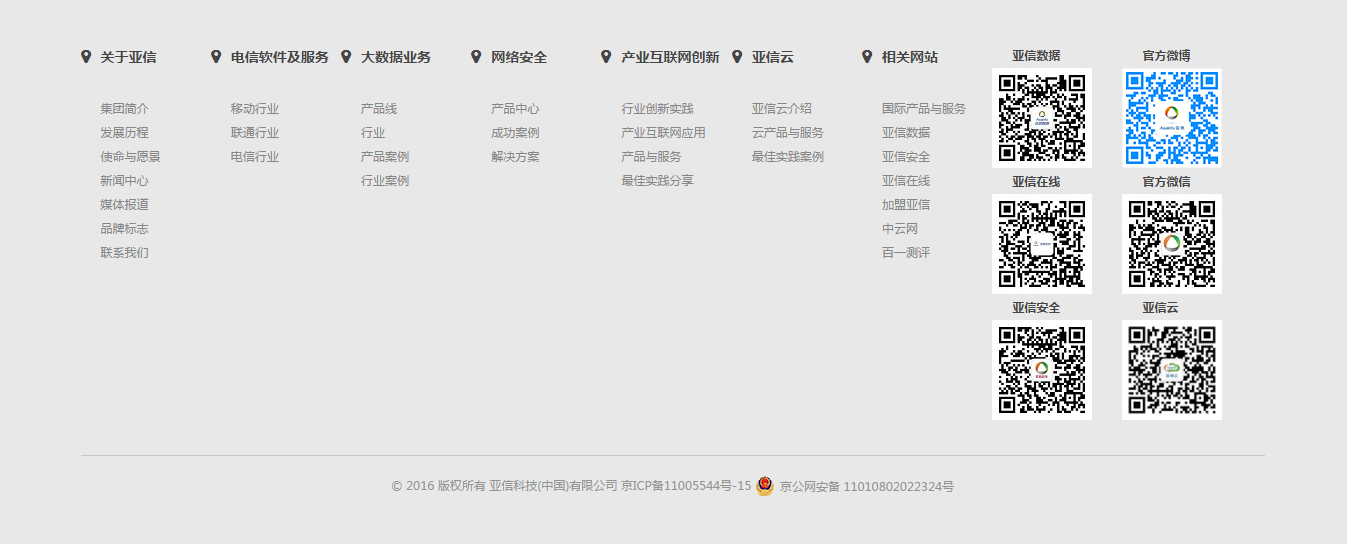 关于亚信
集团简介
发展历程
使命与愿景
新闻中心
媒体报道
品牌标志
联系我们
电信软件及服务
移动行业
联通行业
电信行业
大数据业务
产品线
行业
产品案例
行业案例
网络安全
产品中心
成功案例
解决方案
产业互联网创新
行业创新实践
产业互联网应用
产品与服务
最佳实践分享
亚信云
亚信云介绍
云产品与服务
最佳实践案例
相关网站
国际产品与服务
亚信数据
亚信安全
亚信在线
加盟亚信
中云网
百一测评
亚信数据
官方微博
亚信在线
官方微信
亚信安全
亚信云
© 2016 版权所有 亚信科技(中国)有限公司 京ICP备11005544号-15 京公网安备 11010802022324号